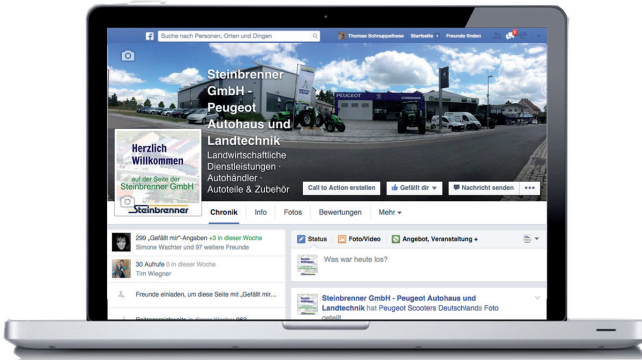 Suche nach Personen, Orten und Dingen
Thomas Schnuppelhase
Startseite
Freunde finden
Steinbrenner
GmbH -
Peugeot
Autohaus und
Landtechnik
Landwirtschaftliche
Dienstleistungen ·
Autohändler ·
Autoteile & Zubehör
PEUGEOT
Herzlich
Willkommen
auf der Seite der
Steinbrenner GmbH
Steinbrenner
Call to Action erstellen
Gefällt dir
Nachricht senden
Chronik
Info
Fotos
Bewertungen
Mehr
299 „Gefällt mir"-Angaben +3 in dieser Woche
Simone Wachter und 97 weitere Freunde
30 Aufrufe 0 in dieser Woche
Tim Wiegner
Freunde einladen, um diese Seite mit „Gefällt mir...
Status
Foto/Video
Angebot, Veranstaltung +
Was war heute los?
Steinbrenner GmbH - Peugeot Autohaus und
Landtechnik hat Peugeot Scooters Deutschlands Foto
geteilt